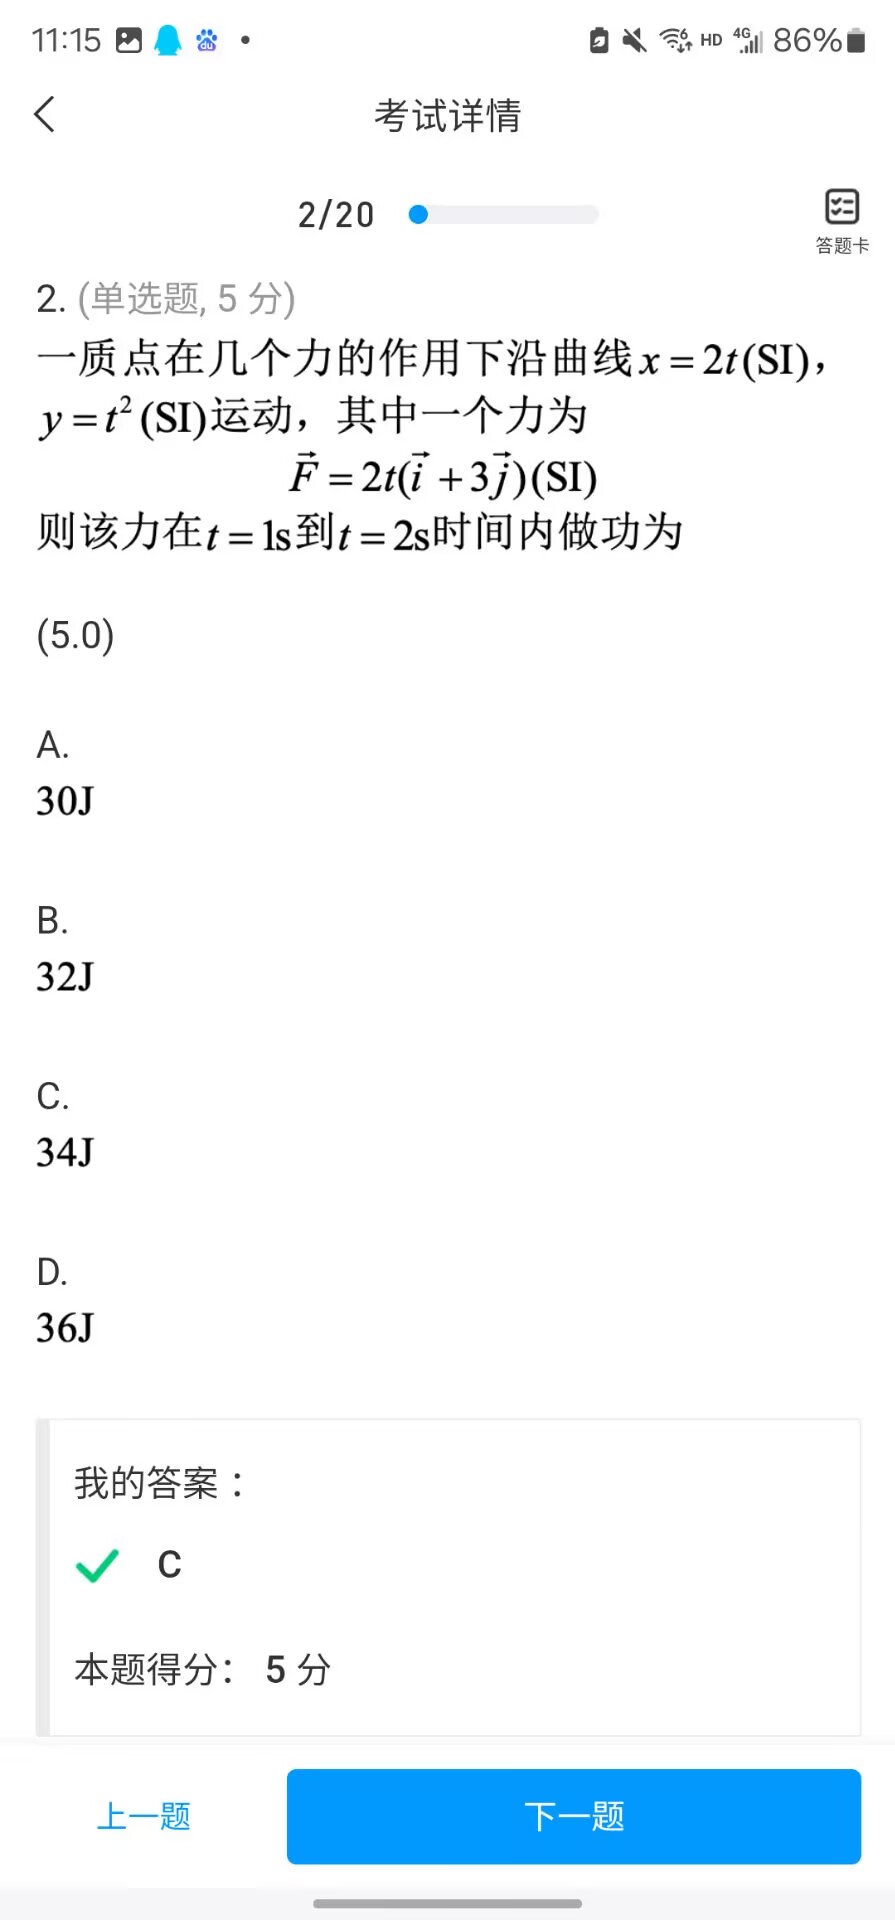 11:15 du HD 4G 6 86%
考试详情
2/20
答题卡
2. (单选题, 5 分)
一质点在几个力的作用下沿曲线x = 2t(SI)，
y = t² (SI)运动，其中一个力为
F⃗ = 2t(i⃗ + 3j⃗)(SI)
则该力在t = 1s到t = 2s时间内做功为
(5.0)
A.
30J
B.
32J
C.
34J
D.
36J
我的答案：
C
本题得分： 5 分
上一题
下一题